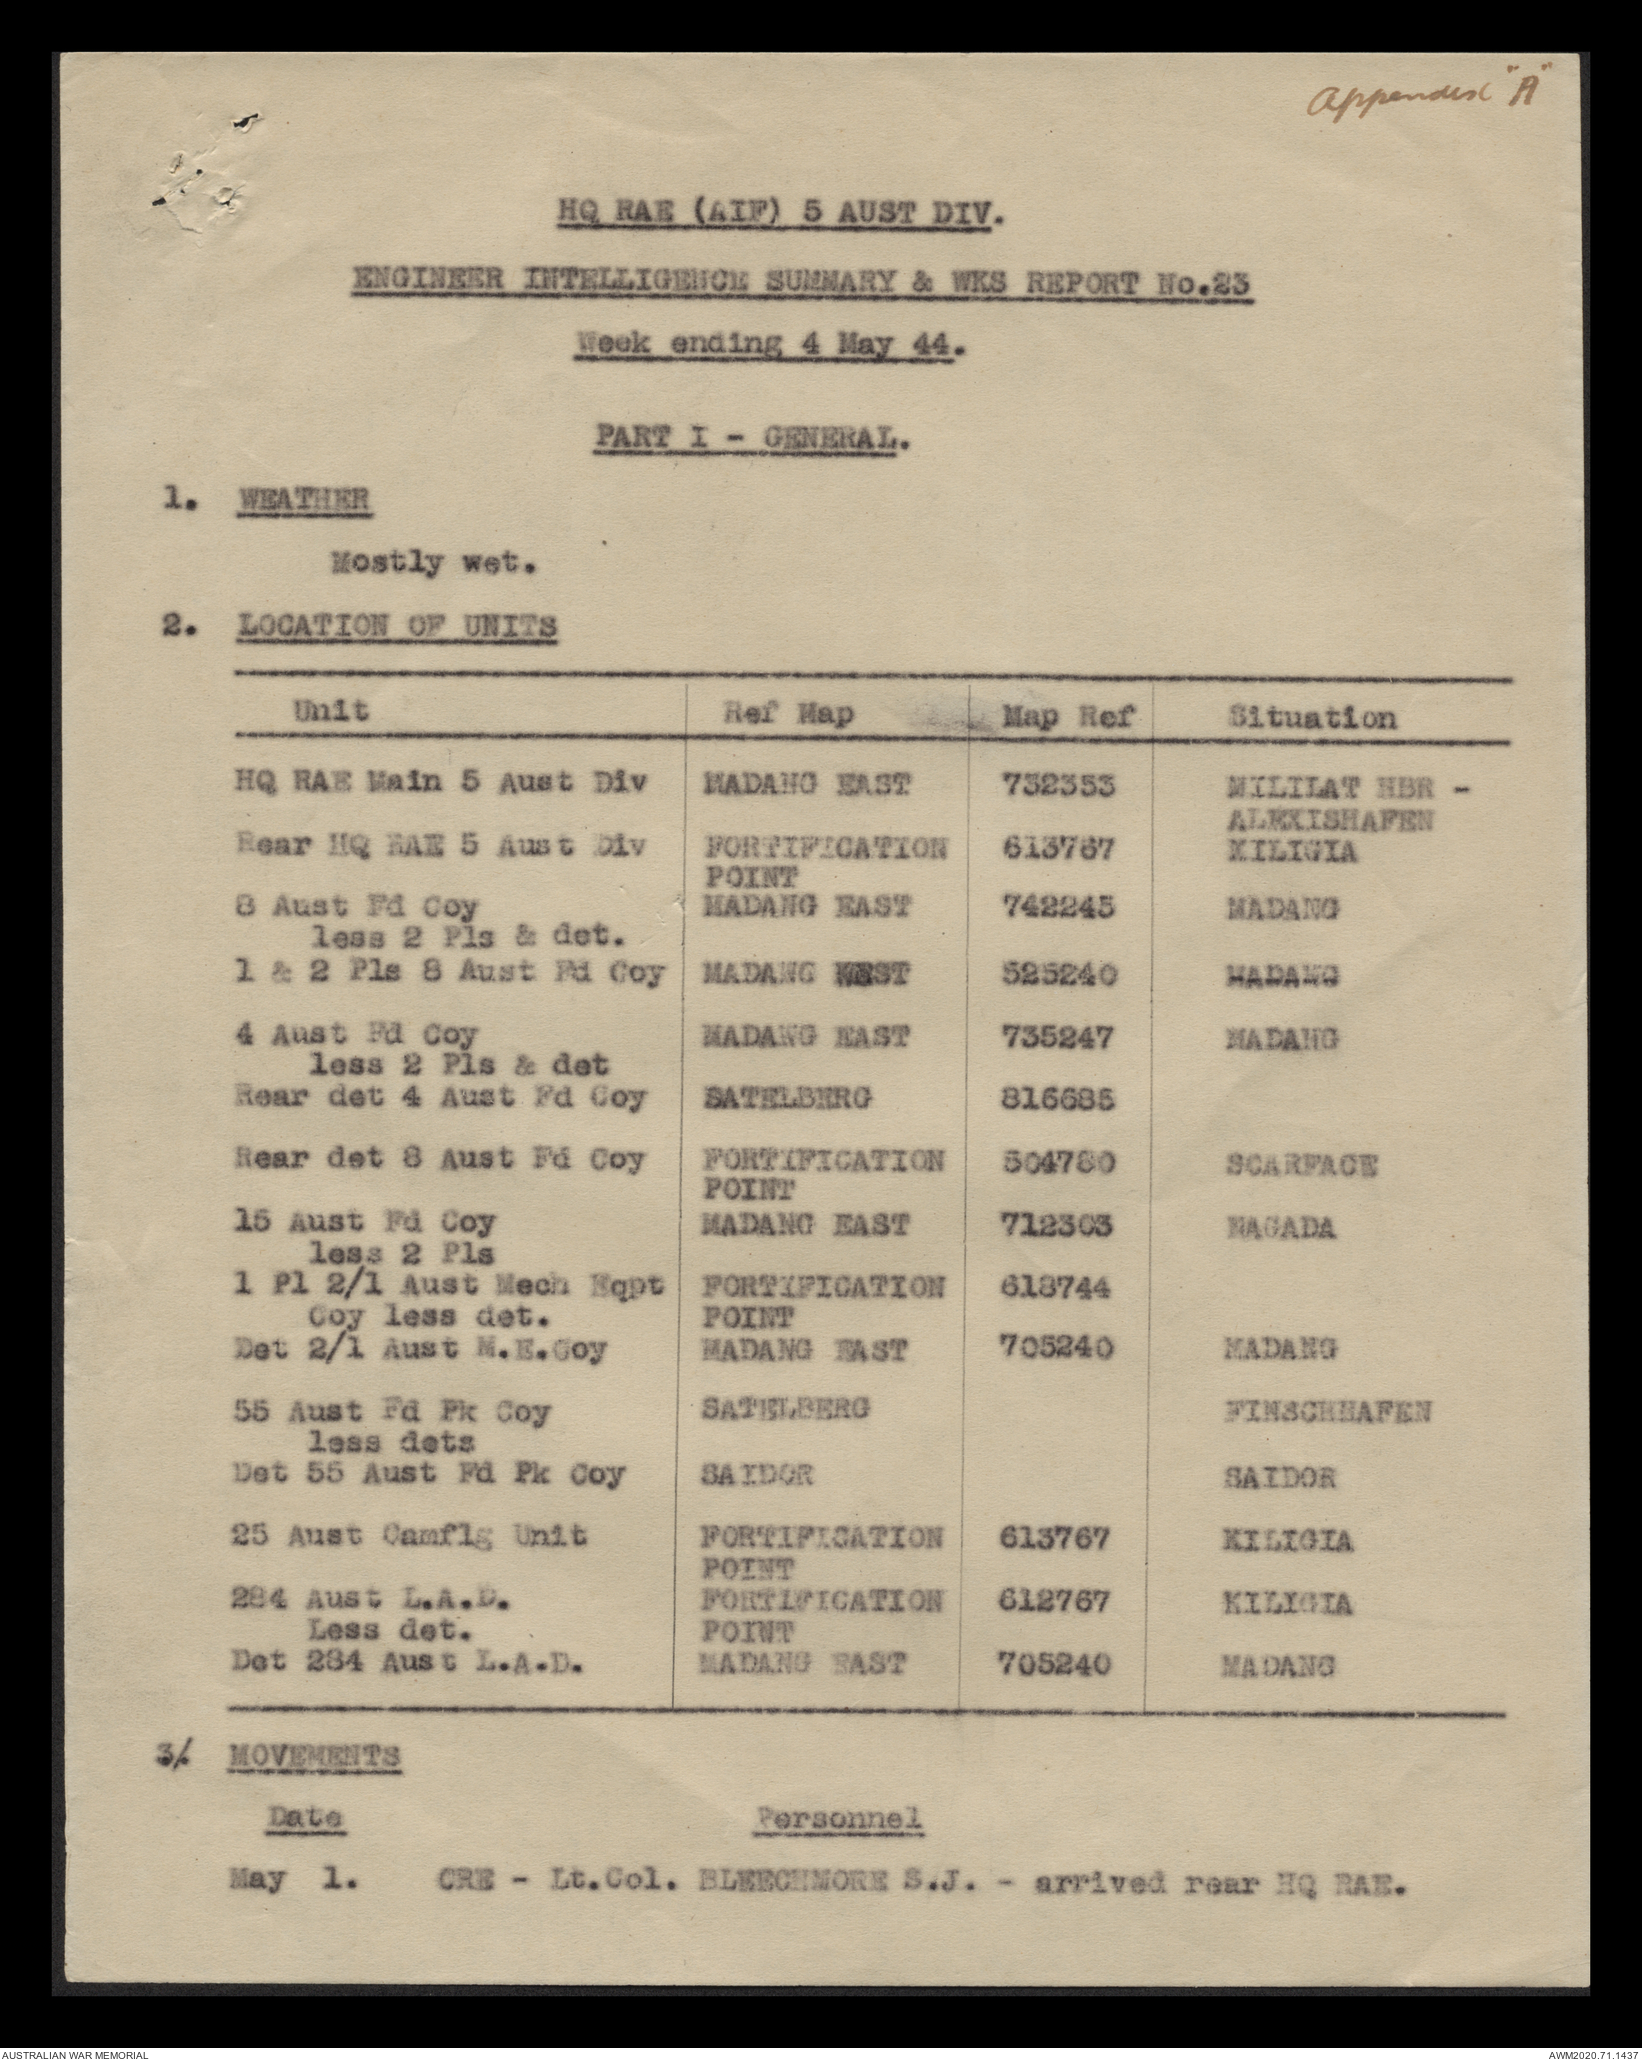 Appendix "A"
HQ RAE (AIF) 5 AUST DIV.
ENGINEER INTELLIGENCE SUMMARY & WKS REPORT No.23
Week ending 4 May 44.
PART I - GENERAL.
1. WEATHER
Mostly wet.
2. LOCATION OF UNITS
Unit Ref Map Map Ref Situation
HQ RAE Main 5 Aust Div MADANG EAST 732353 MILILAT HBR -
ALEXISHAFEN
Rear HQ RAE 5 Aust Div FORTIFICATION 613767 KILIGIA
POINT
8 Aust Fd Coy MADANG EAST 742245 MADANG
less 2 Pls & det.
1 & 2 Pls 8 Aust Fd Coy MADANG WEST 525240 MADANG
4 Aust Fd Coy MADANG EAST 735247 MADANG
less 2 Pls & det
Rear det 4 Aust Fd Coy SATELBERG 816685
Rear det 8 Aust Fd Coy FORTIFICATION 504780 SCARFACE
POINT
15 Aust Fd Coy MADANG EAST 712303 NAGADA
less 2 Pls
1 Pl 2/1 Aust Mech Eqpt FORTIFICATION 618744
Coy less det. POINT
Det 2/1 Aust M.E.Coy MADANG EAST 705240 MADANG
55 Aust Fd Pk Coy SATELBERG FINSCHHAFEN
less dets
Det 55 Aust Fd Pk Coy SAIDOR SAIDOR
25 Aust Camflg Unit FORTIFICATION 613767 KILIGIA
POINT
284 Aust L.A.D. FORTIFICATION 612767 KILIGIA
Less det. POINT
Det 284 Aust L.A.D. MADANG EAST 705240 MADANG
3/. MOVEMENTS
Date Personnel
May 1. CRE - Lt.Col. BLEECHMORE S.J. - arrived rear HQ RAE.
AUSTRALIAN WAR MEMORIAL AWM2020.71.1437